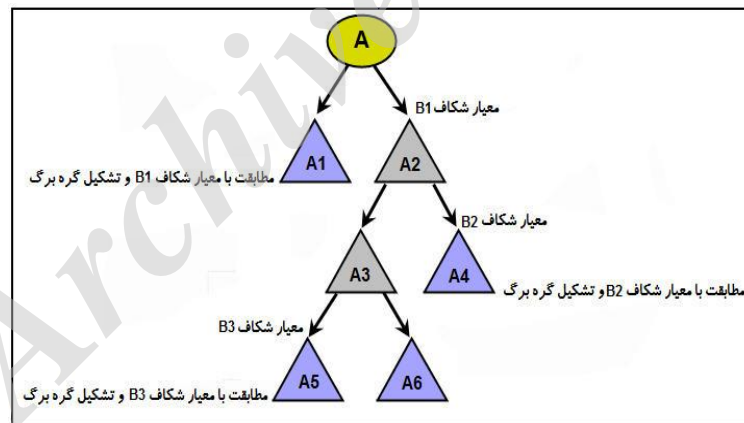 A
معیار شکاف B1
A1
A2
مطابقت با معیار شکاف B1 و تشکیل گره برگ
معیار شکاف B2
A3
A4
مطابقت با معیار شکاف B2 و تشکیل گره برگ
معیار شکاف B3
A5
A6
مطابقت با معیار شکاف B3 و تشکیل گره برگ
Archive